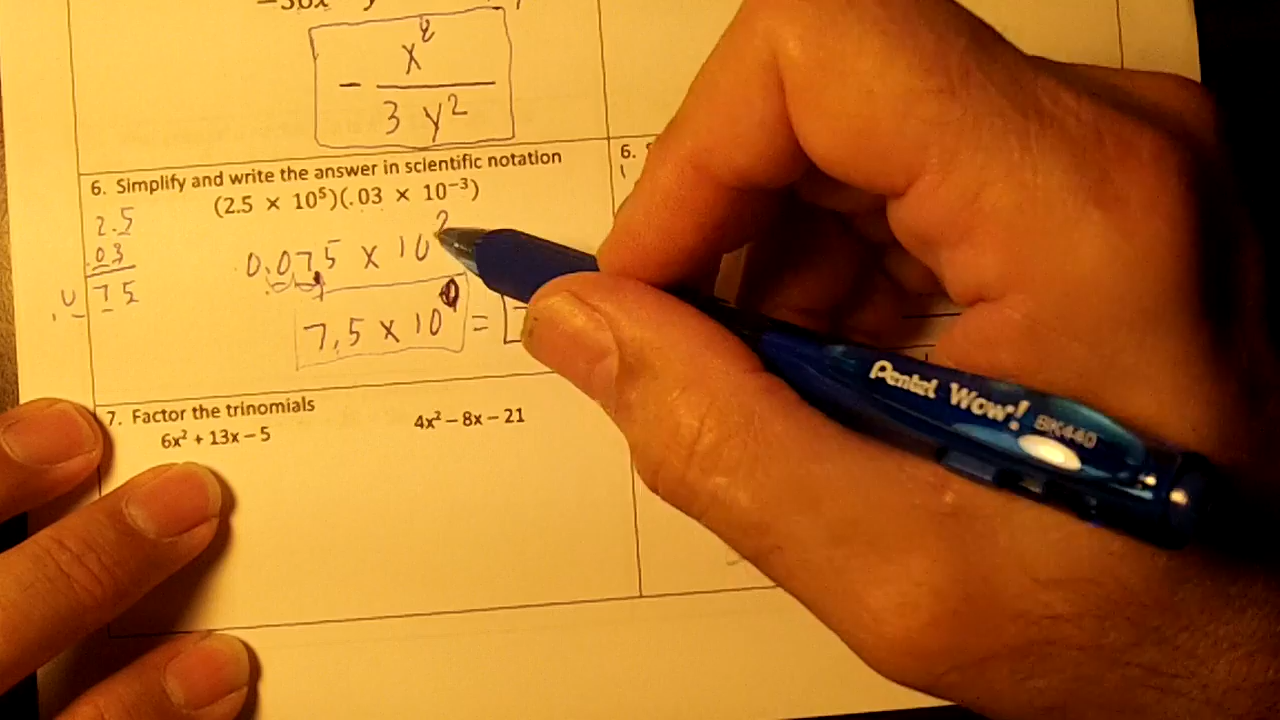 x⁸
- ―
3 y²
6. Simplify and write the answer in scientific notation
(2.5 × 10⁵)(.03 × 10⁻³)
2.5
.03
75
0.075 x 10²
7.5 x 10⁰ =
6.
7. Factor the trinomials
6x² + 13x – 5
4x² – 8x – 21
Pentel Wow! BK440